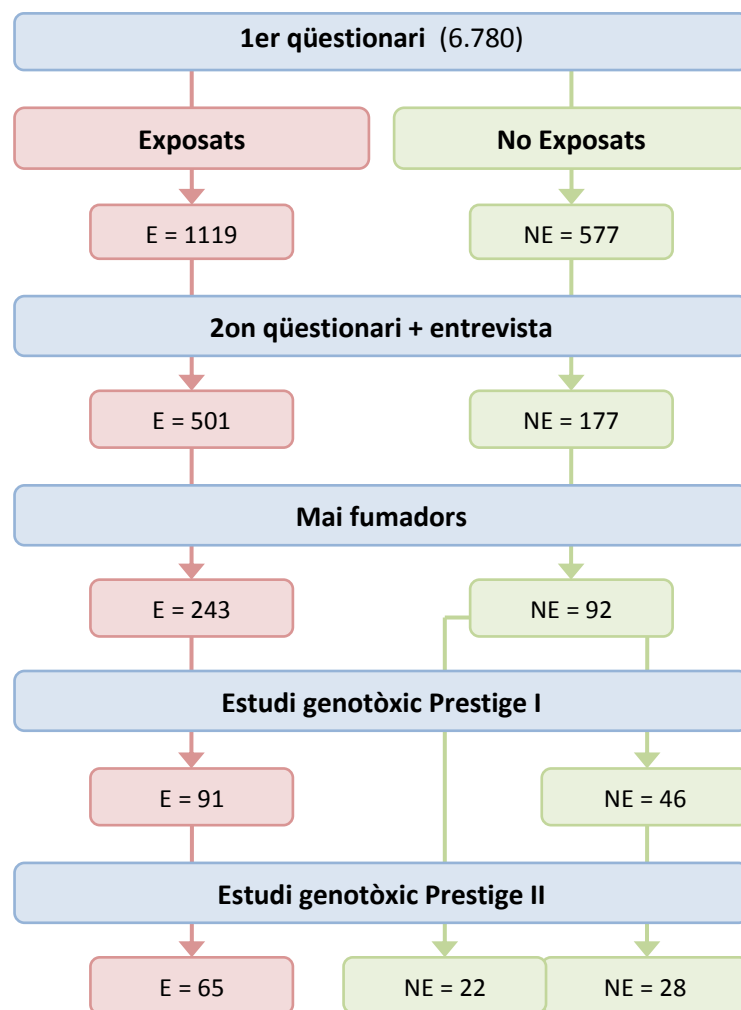 1er qüestionari (6.780)
Exposats
No Exposats
E = 1119
NE = 577
2on qüestionari + entrevista
E = 501
NE = 177
Mai fumadors
E = 243
NE = 92
Estudi genotòxic Prestige I
E = 91
NE = 46
Estudi genotòxic Prestige II
E = 65
NE = 22
NE = 28